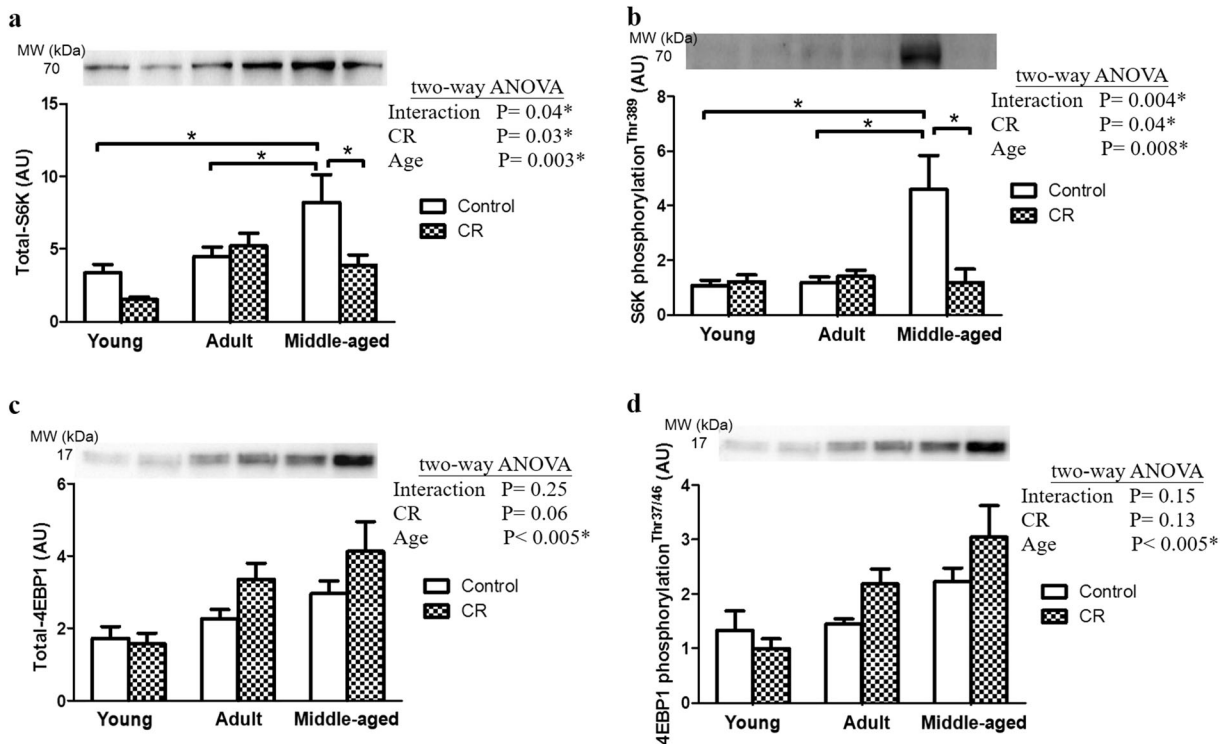 a
MW (kDa)
70
two-way ANOVA
Interaction P= 0.04*
CR P= 0.03*
Age P= 0.003*
Total-S6K (AU)
15
10
5
0
*
*
*
Control
CR
Young Adult Middle-aged
b
MW (kDa)
70
two-way ANOVA
Interaction P= 0.004*
CR P= 0.04*
Age P= 0.008*
S6K phosphorylation Thr389 (AU)
8
6
4
2
0
*
*
*
Control
CR
Young Adult Middle-aged
c
MW (kDa)
17
two-way ANOVA
Interaction P= 0.25
CR P= 0.06
Age P< 0.005*
Total-4EBP1 (AU)
6
4
2
0
Control
CR
Young Adult Middle-aged
d
MW (kDa)
17
two-way ANOVA
Interaction P= 0.15
CR P= 0.13
Age P< 0.005*
4EBP1 phosphorylation Thr37/46 (AU)
4
3
2
1
0
Control
CR
Young Adult Middle-aged